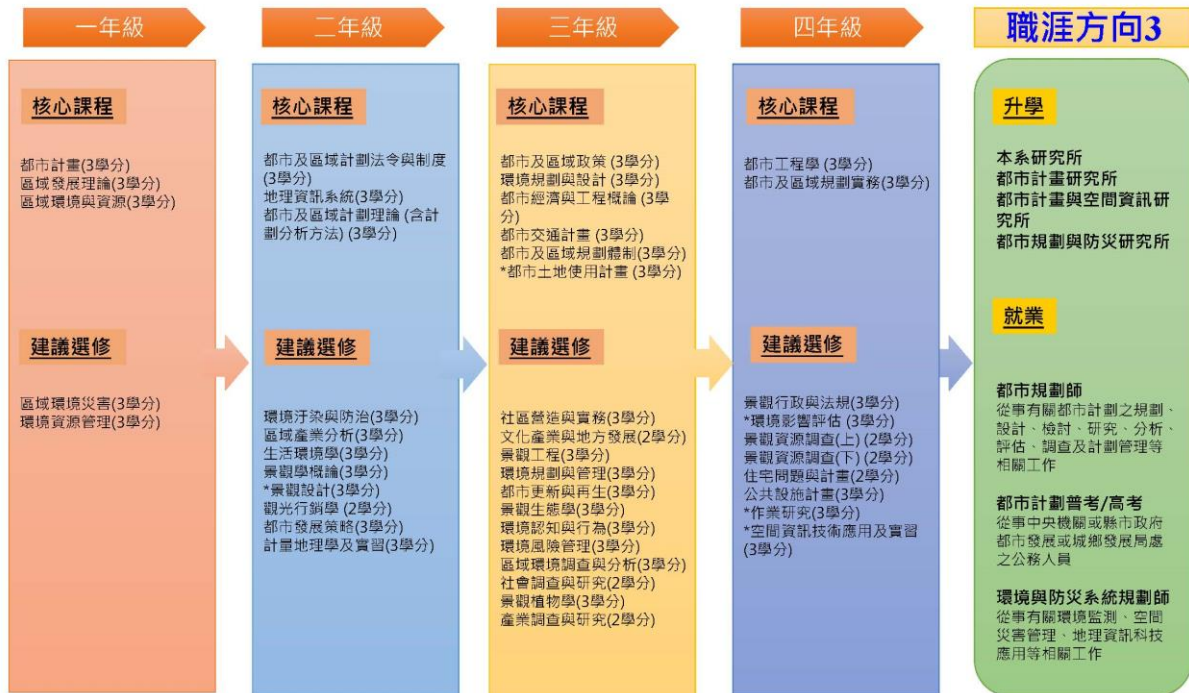 一年級
核心課程
都市計畫(3學分)
區域發展理論(3學分)
區域環境與資源(3學分)
建議選修
區域環境災害(3學分)
環境資源管理(3學分)
二年級
核心課程
都市及區域計劃法令與制度
(3學分)
地理資訊系統(3學分)
都市及區域計劃理論 (含計
劃分析方法) (3學分)
建議選修
環境汙染與防治(3學分)
區域產業分析(3學分)
生活環境學(3學分)
景觀學概論(3學分)
*景觀設計(3學分)
觀光行銷學 (2學分)
都市發展策略(3學分)
計量地理學及實習(3學分)
三年級
核心課程
都市及區域政策 (3學分)
環境規劃與設計 (3學分)
都市經濟與工程概論 (3學
分)
都市交通計畫 (3學分)
都市及區域規劃體制(3學分)
*都市土地使用計畫 (3學分)
建議選修
社區營造與實務(3學分)
文化產業與地方發展(2學分)
景觀工程(3學分)
環境規劃與管理(3學分)
都市更新與再生(3學分)
景觀生態學(3學分)
環境認知與行為(3學分)
環境風險管理(3學分)
區域環境調查與分析(3學分)
社會調查與研究(2學分)
景觀植物學(3學分)
產業調查與研究(2學分)
四年級
核心課程
都市工程學(3學分)
都市及區域規劃實務(3學分)
建議選修
景觀行政與法規(3學分)
*環境影響評估 (3學分)
景觀資源調查(上) (2學分)
景觀資源調查(下) (2學分)
住宅問題與計畫(2學分)
公共設施計畫(3學分)
*作業研究(3學分)
*空間資訊技術應用及實習
(3學分)
職涯方向3
升學
本系研究所
都市計畫研究所
都市計畫與空間資訊研
究所
都市規劃與防災研究所
就業
都市規劃師
從事有關都市計劃之規劃、
設計、檢討、研究、分析、
評估、調查及計劃管理等
相關工作
都市計劃普考/高考
從事中央機關或縣市政府
都市發展或城鄉發展局處
之公務人員
環境與防災系統規劃師
從事有關環境監測、空間
災害管理、地理資訊科技
應用等相關工作